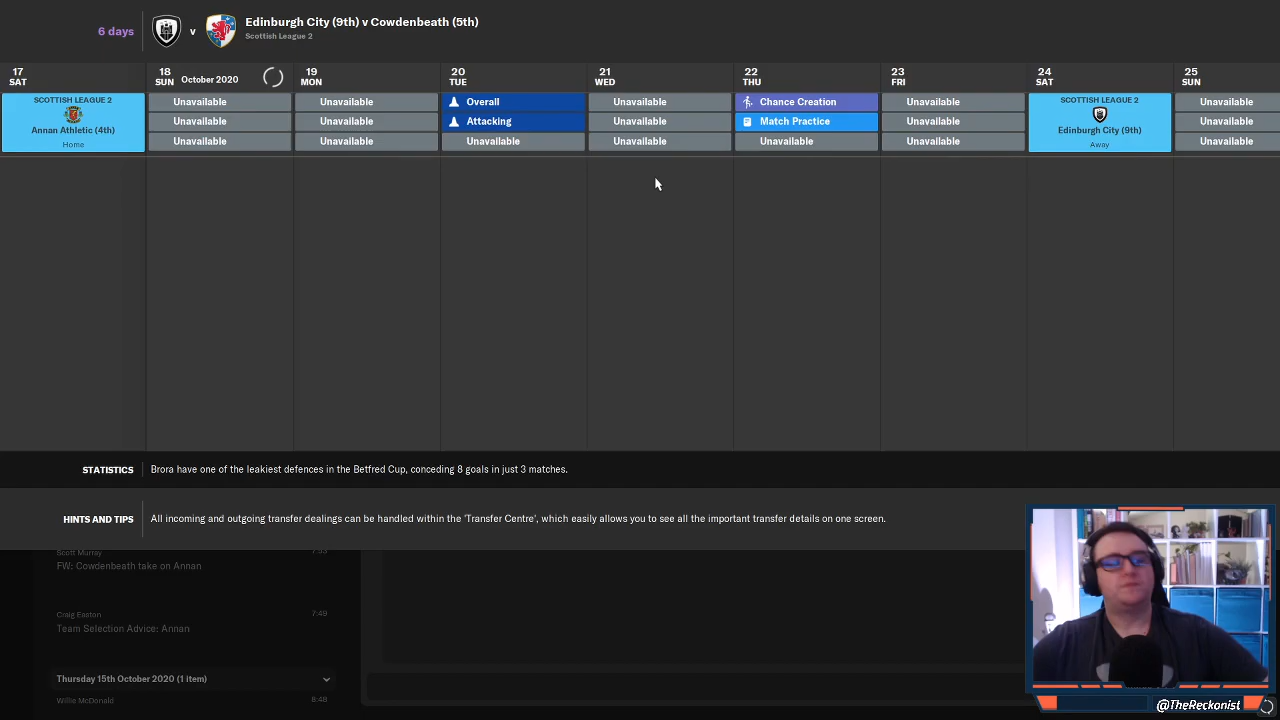 6 days
v
Edinburgh City (9th) v Cowdenbeath (5th)
Scottish League 2
17
SAT
18
SUN October 2020
19
MON
20
TUE
21
WED
22
THU
23
FRI
24
SAT
25
SUN
SCOTTISH LEAGUE 2
Annan Athletic (4th)
Home
Unavailable
Unavailable
Unavailable
Unavailable
Unavailable
Unavailable
Overall
Attacking
Unavailable
Unavailable
Unavailable
Unavailable
Chance Creation
Match Practice
Unavailable
Unavailable
Unavailable
Unavailable
SCOTTISH LEAGUE 2
Edinburgh City (9th)
Away
Unavailable
Unavailable
Unavailable
STATISTICS Brora have one of the leakiest defences in the Betfred Cup, conceding 8 goals in just 3 matches.
HINTS AND TIPS All incoming and outgoing transfer dealings can be handled within the 'Transfer Centre', which easily allows you to see all the important transfer details on one screen.
Scott Murray
FW: Cowdenbeath take on Annan
Craig Easton 7:49
Team Selection Advice: Annan
Thursday 15th October 2020 (1 item)
Willie McDonald 8:48
@TheReckonist